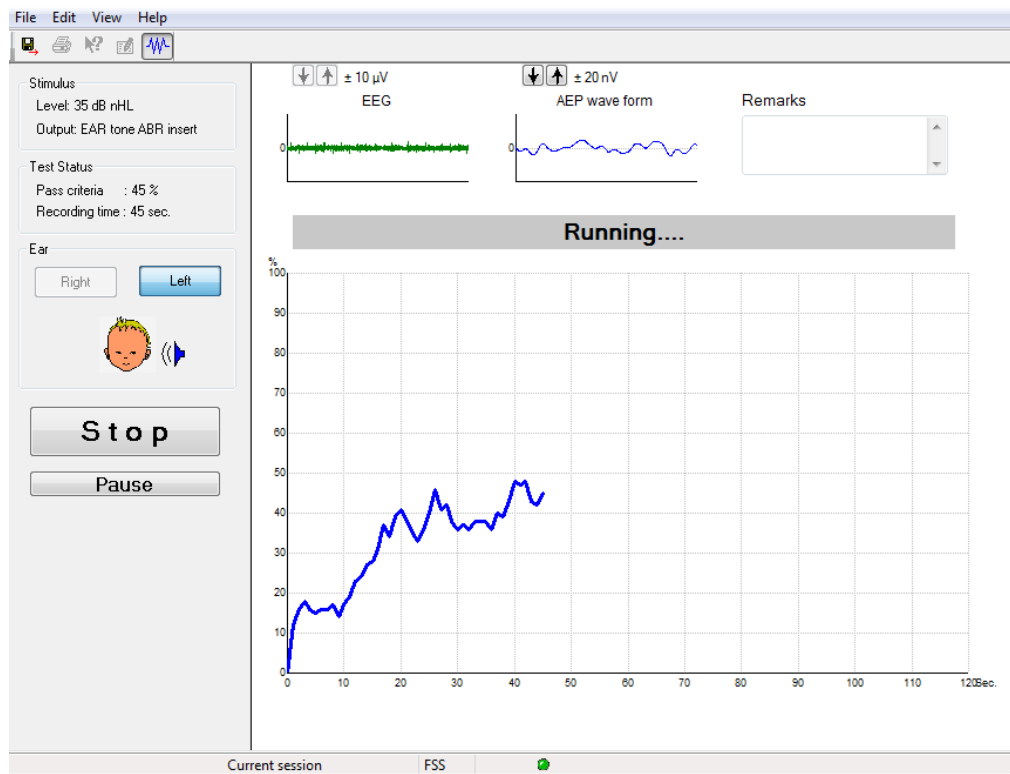 File Edit View Help
Stimulus
Level: 35 dB nHL
Output: EAR tone ABR insert
Test Status
Pass criteria : 45 %
Recording time : 45 sec.
Ear
Right Left
Stop
Pause
± 10 µV
EEG
0
± 20 nV
AEP wave form
0
Remarks
Running....
%
100
90
80
70
60
50
40
30
20
10
0
0 10 20 30 40 50 60 70 80 90 100 110 120Sec.
Current session FSS